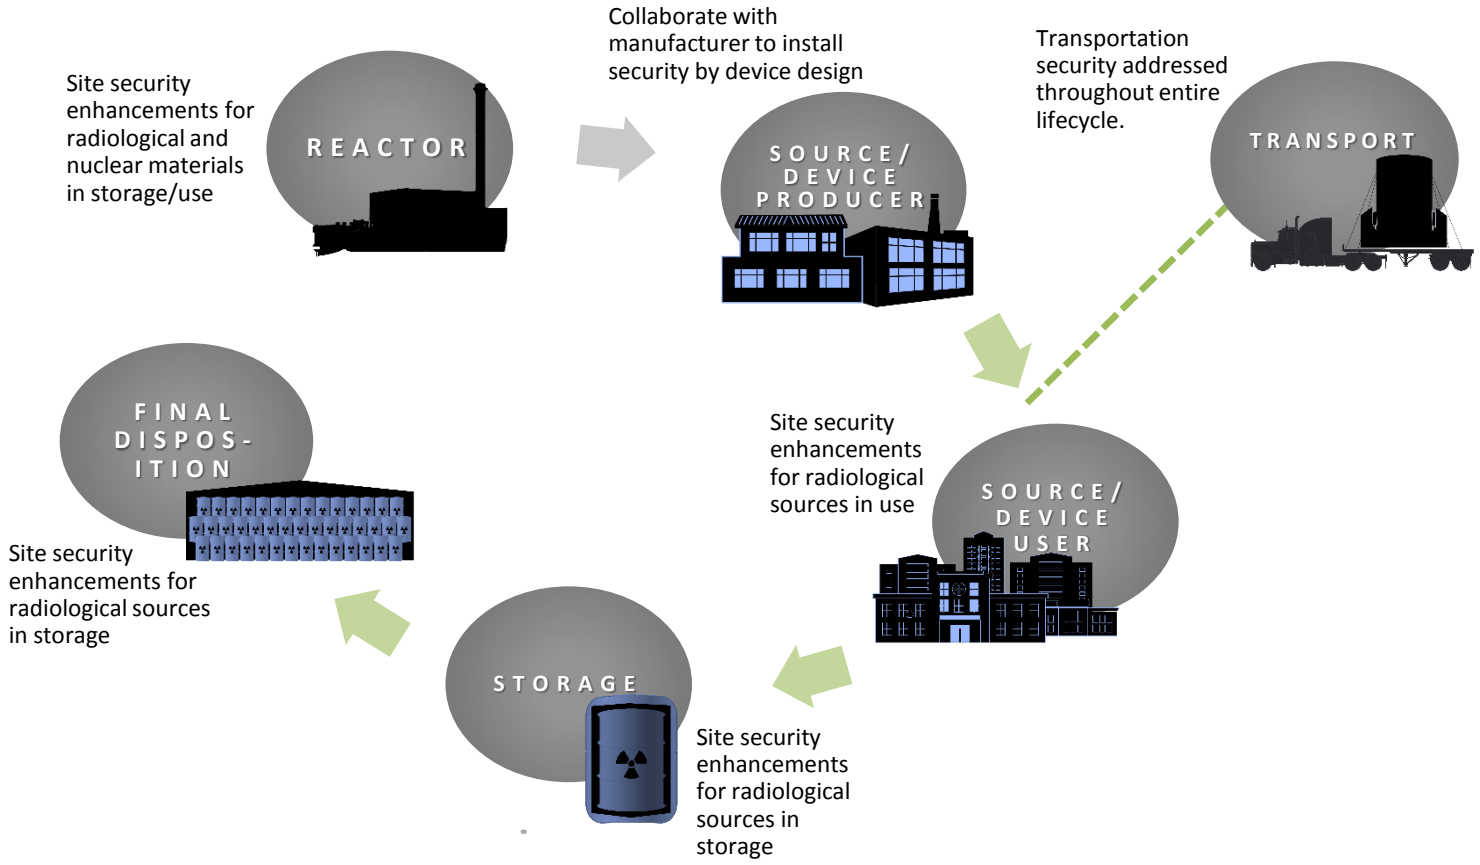 Site security
enhancements for
radiological and
nuclear materials
in storage/use
REACTOR
Collaborate with
manufacturer to install
security by device design
SOURCE/
DEVICE
PRODUCER
Transportation
security addressed
throughout entire
lifecycle.
TRANSPORT
Site security
enhancements
for radiological
sources in use
SOURCE/
DEVICE
USER
STORAGE
Site security
enhancements
for radiological
sources in
storage
FINAL
DISPOS-
ITION
Site security
enhancements for
radiological sources
in storage